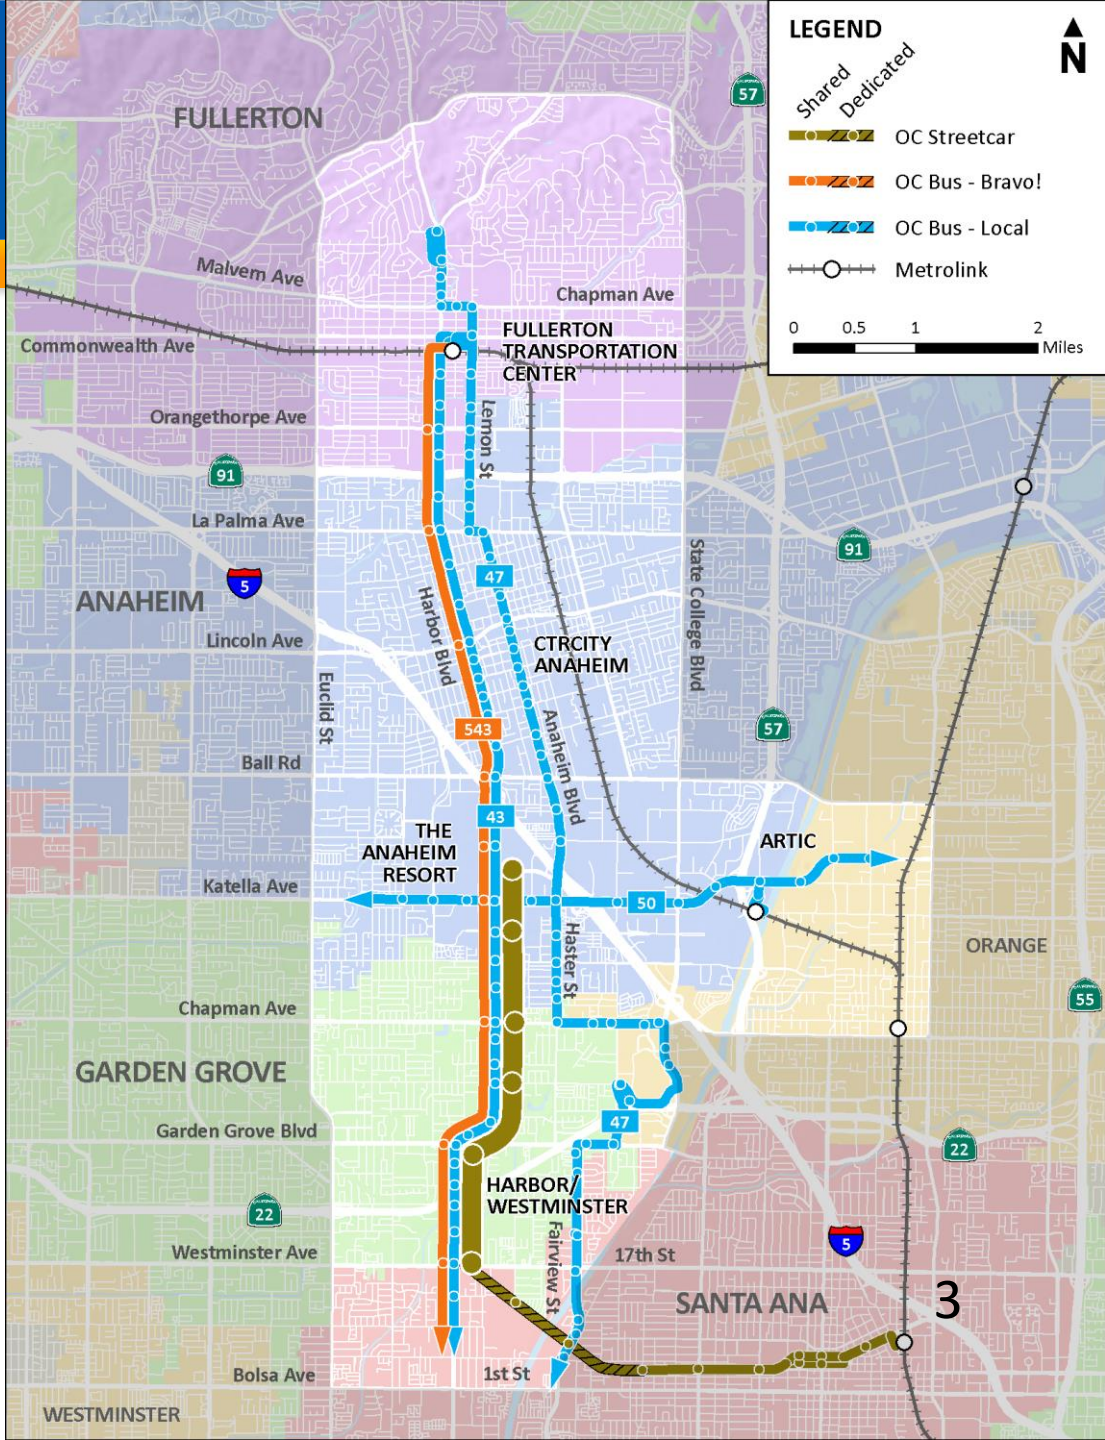 LEGEND
N
Shared
Dedicated
OC Streetcar
OC Bus - Bravo!
OC Bus - Local
Metrolink
0 0.5 1 2
Miles
57
FULLERTON
Malvern Ave
Chapman Ave
FULLERTON
TRANSPORTATION
CENTER
Commonwealth Ave
Orangethorpe Ave
Lemon St
91
La Palma Ave
91
5
47
ANAHEIM
Harbor Blvd
State College Blvd
Lincoln Ave
CTRCITY
ANAHEIM
Euclid St
543
57
Anaheim Blvd
Ball Rd
43
THE
ANAHEIM
RESORT
ARTIC
Katella Ave
50
Haster St
ORANGE
55
Chapman Ave
GARDEN GROVE
47
Garden Grove Blvd
22
HARBOR/
WESTMINSTER
22
Westminster Ave
Fairview St
17th St
5
SANTA ANA
3
Bolsa Ave
1st St
WESTMINSTER